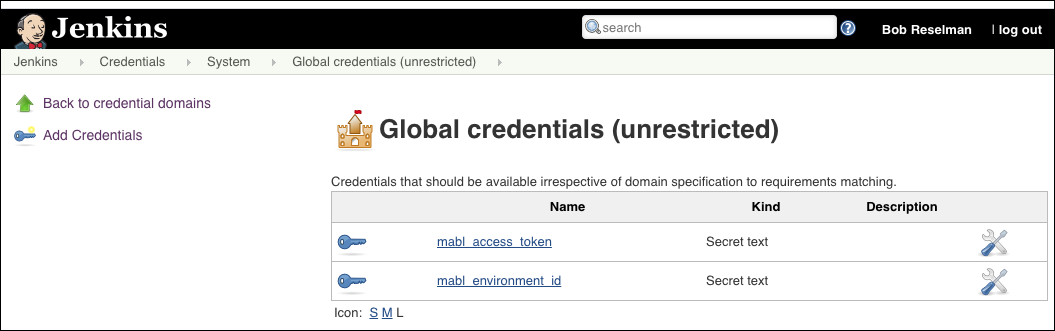 Jenkins
search
?
Bob Reselman
| log out
Jenkins Credentials System Global credentials (unrestricted)
Back to credential domains
Add Credentials
Global credentials (unrestricted)
Credentials that should be available irrespective of domain specification to requirements matching.
Name Kind Description
mabl_access_token Secret text
mabl_environment_id Secret text
Icon: S M L